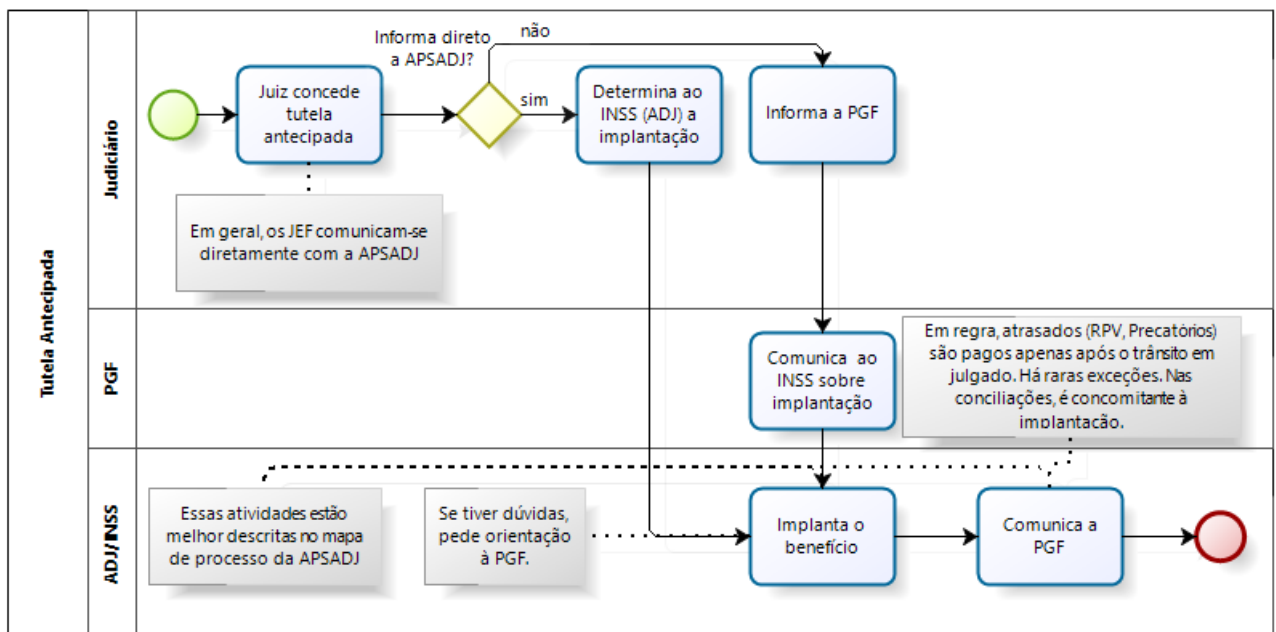 Tutela Antecipada
Judiciário
Informa direto
a APSADJ?
não
sim
Juiz concede
tutela
antecipada
Determina ao
INSS (ADJ) a
implantação
Informa a PGF
Em geral, os JEF comunicam-se
diretamente com a APSADJ
PGF
Comunica ao
INSS sobre
implantação
Em regra, atrasados (RPV, Precatórios)
são pagos apenas após o trânsito em
julgado. Há raras exceções. Nas
conciliações, é concomitante à
implantação.
ADJ/INSS
Essas atividades estão
melhor descritas no mapa
de processo da APSADJ
Se tiver dúvidas,
pede orientação
à PGF.
Implanta o
benefício
Comunica a
PGF